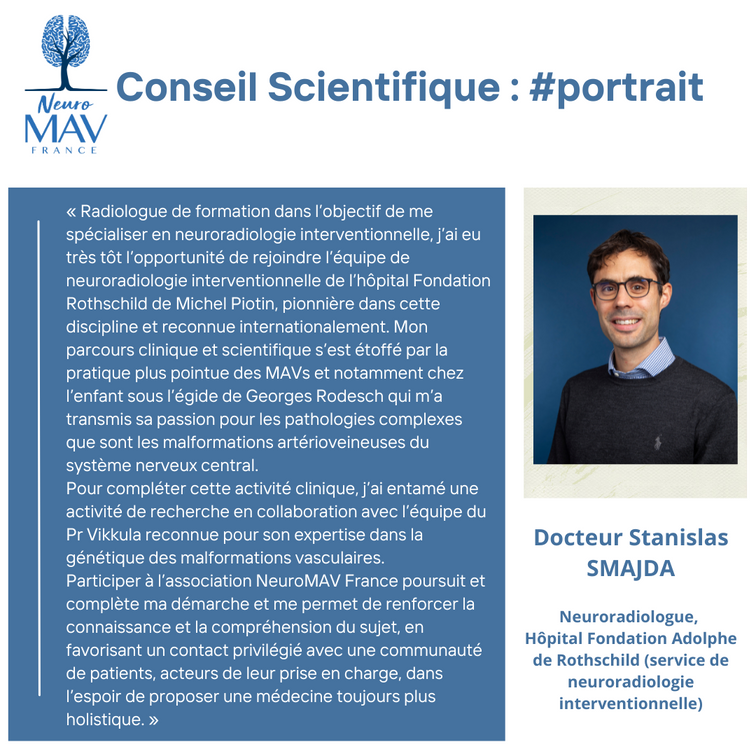 Neuro
MAV
FRANCE
Conseil Scientifique : #portrait
« Radiologue de formation dans l’objectif de me
spécialiser en neuroradiologie interventionnelle, j’ai eu
très tôt l’opportunité de rejoindre l’équipe de
neuroradiologie interventionnelle de l’hôpital Fondation
Rothschild de Michel Piotin, pionnière dans cette
discipline et reconnue internationalement. Mon
parcours clinique et scientifique s’est étoffé par la
pratique plus pointue des MAVs et notamment chez
l’enfant sous l’égide de Georges Rodesch qui m’a
transmis sa passion pour les pathologies complexes
que sont les malformations artérioveineuses du
système nerveux central.
Pour compléter cette activité clinique, j’ai entamé une
activité de recherche en collaboration avec l’équipe du
Pr Vikkula reconnue pour son expertise dans la
génétique des malformations vasculaires.
Participer à l’association NeuroMAV France poursuit et
complète ma démarche et me permet de renforcer la
connaissance et la compréhension du sujet, en
favorisant un contact privilégié avec une communauté
de patients, acteurs de leur prise en charge, dans
l’espoir de proposer une médecine toujours plus
holistique. »
Docteur Stanislas
SMAJDA
Neuroradiologue,
Hôpital Fondation Adolphe
de Rothschild (service de
neuroradiologie
interventionnelle)